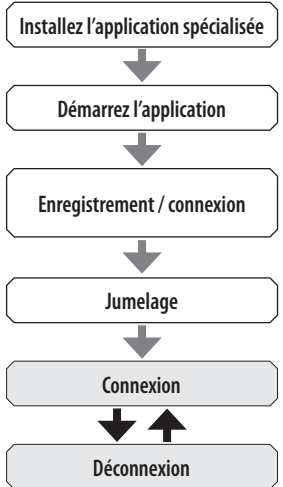 Installez l’application spécialisée
Démarrez l’application
Enregistrement / connexion
Jumelage
Connexion
Déconnexion